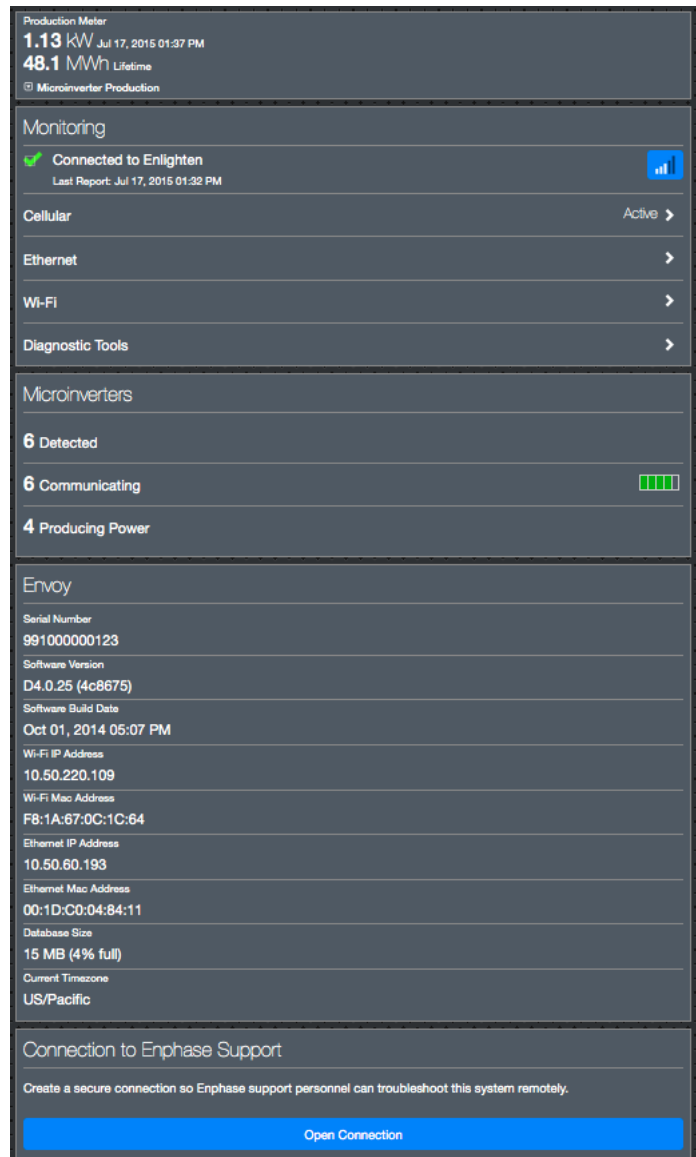 Production Meter
1.13 kW Jul 17, 2015 01:37 PM
48.1 MWh Lifetime
Microinverter Production
Monitoring
Connected to Enlighten
Last Report: Jul 17, 2015 01:32 PM
Cellular Active
Ethernet
Wi-Fi
Diagnostic Tools
Microinverters
6 Detected
6 Communicating
4 Producing Power
Envoy
Serial Number
991000000123
Software Version
D4.0.25 (4c8675)
Software Build Date
Oct 01, 2014 05:07 PM
Wi-Fi IP Address
10.50.220.109
Wi-Fi Mac Address
F8:1A:67:0C:1C:64
Ethernet IP Address
10.50.60.193
Ethernet Mac Address
00:1D:C0:04:84:11
Database Size
15 MB (4% full)
Current Timezone
US/Pacific
Connection to Enphase Support
Create a secure connection so Enphase support personnel can troubleshoot this system remotely.
Open Connection